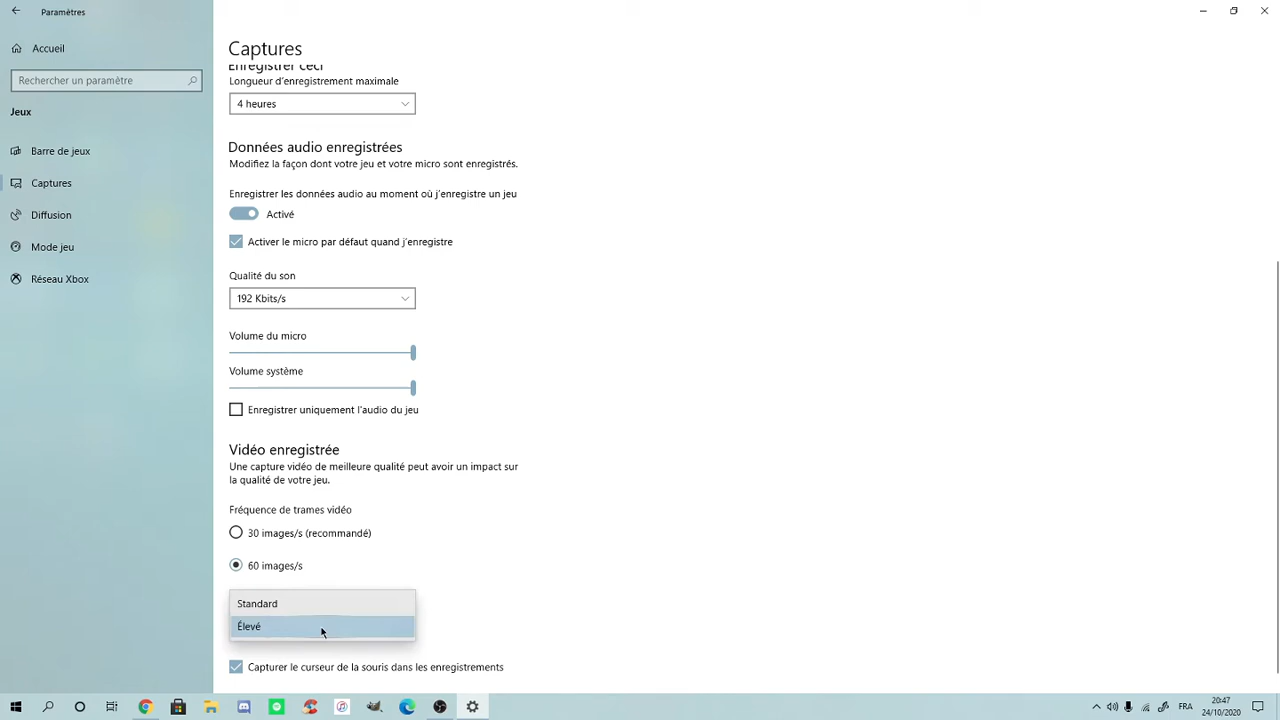 Paramètres
Accueil
Rechercher un paramètre
Jeux
Barre de jeux
Captures
Diffusion
Mode jeu
Réseau Xbox
Captures
Enregistrer ceci
Longueur d'enregistrement maximale
4 heures
Données audio enregistrées
Modifiez la façon dont votre jeu et votre micro sont enregistrés.
Enregistrer les données audio au moment où j'enregistre un jeu
Activé
Activer le micro par défaut quand j'enregistre
Qualité du son
192 Kbits/s
Volume du micro
Volume système
Enregistrer uniquement l'audio du jeu
Vidéo enregistrée
Une capture vidéo de meilleure qualité peut avoir un impact sur
la qualité de votre jeu.
Fréquence de trames vidéo
30 images/s (recommandé)
60 images/s
Standard
Élevé
Capturer le curseur de la souris dans les enregistrements
FRA
20:47
24/10/2020